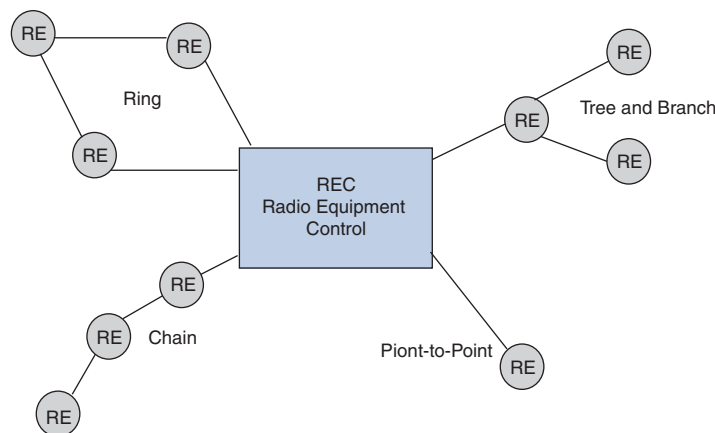 RE
RE
RE
Ring
RE
RE
RE
Tree and Branch
REC
Radio Equipment
Control
RE
RE
RE
Chain
Piont-to-Point
RE